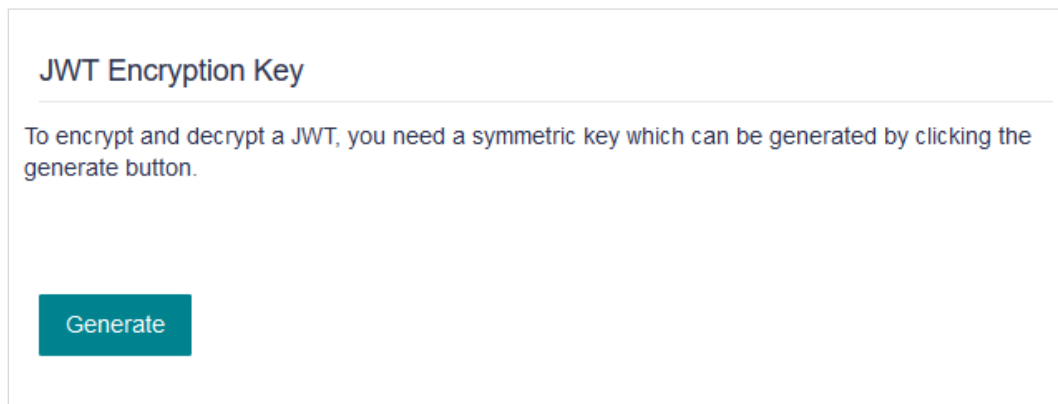 JWT Encryption Key
To encrypt and decrypt a JWT, you need a symmetric key which can be generated by clicking the
generate button.
Generate